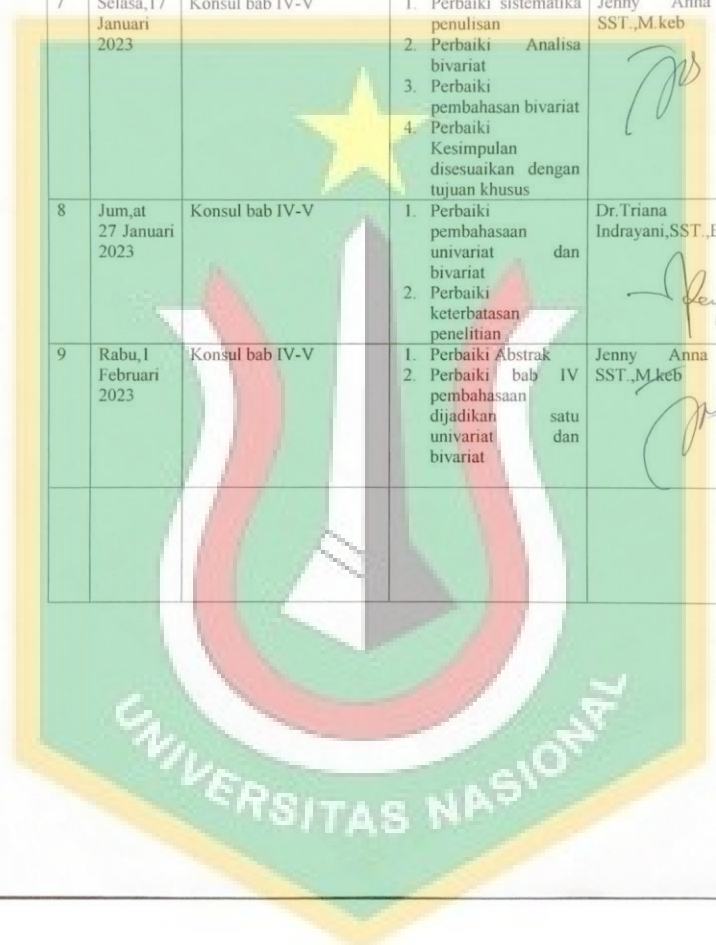 7 Selasa,17 Januari 2023 Konsul bab IV-V
1. Perbaiki sistematika
penulisan
2. Perbaiki Analisa
bivariat
3. Perbaiki
pembahasan bivariat
4. Perbaiki
Kesimpulan
disesuaikan dengan
tujuan khusus
Jenny Anna
SST.,M.keb
8 Jum,at
27 Januari
2023
Konsul bab IV-V
1. Perbaiki
pembahasaan
univariat dan
bivariat
2. Perbaiki
keterbatasan
penelitian
Dr.Triana
Indrayani,SST.,
9 Rabu,1
Februari
2023
Konsul bab IV-V
1. Perbaiki Abstrak
2. Perbaiki bab IV
pembahasaan
dijadikan satu
univariat dan
bivariat
Jenny Anna
SST.,M.keb
UNIVERSITAS NASIONAL